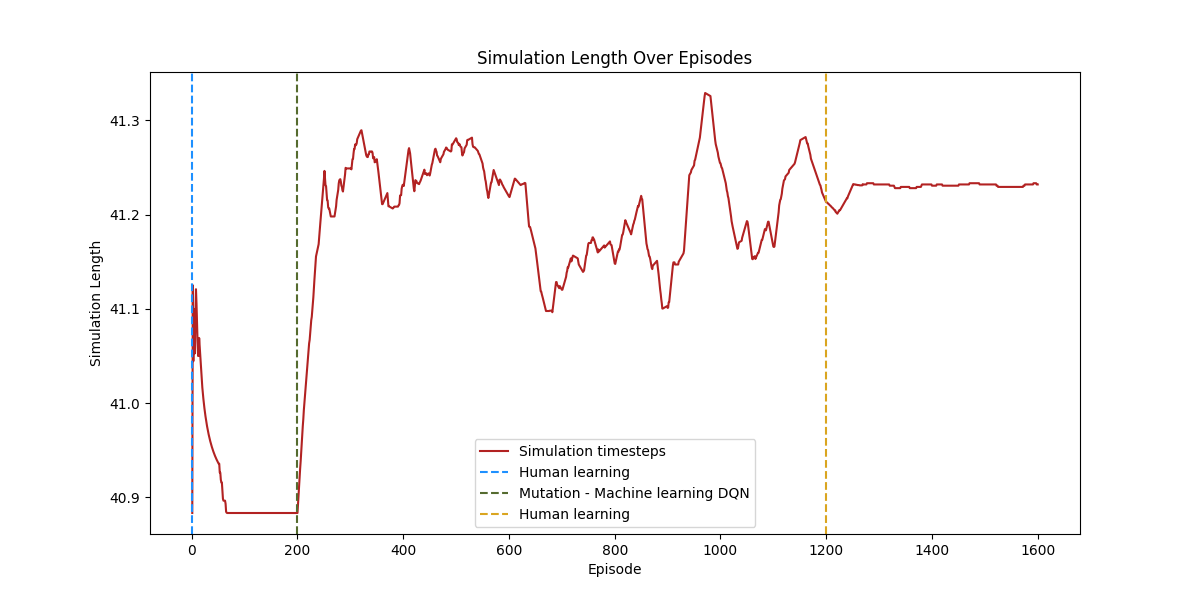 Simulation Length Over Episodes
41.3
41.2
41.1
41.0
40.9
Simulation Length
Simulation timesteps
Human learning
Mutation - Machine learning DQN
Human learning
0 200 400 600 800 1000 1200 1400 1600
Episode